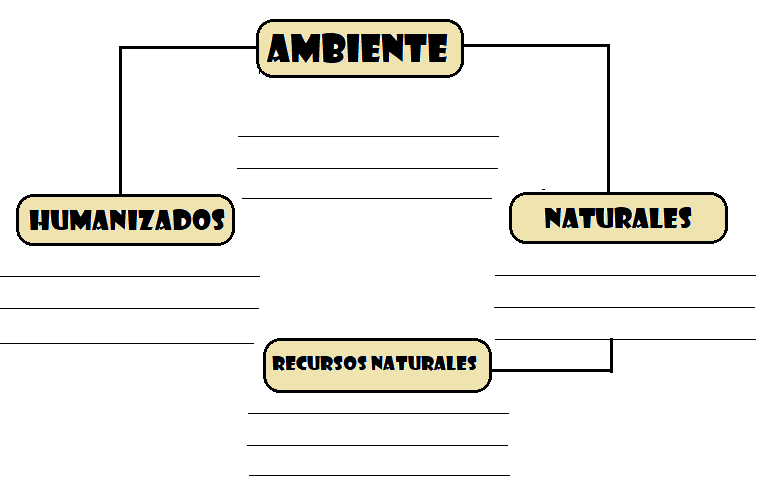 AMBIENTE
HUMANIZADOS
NATURALES
RECURSOS NATURALES